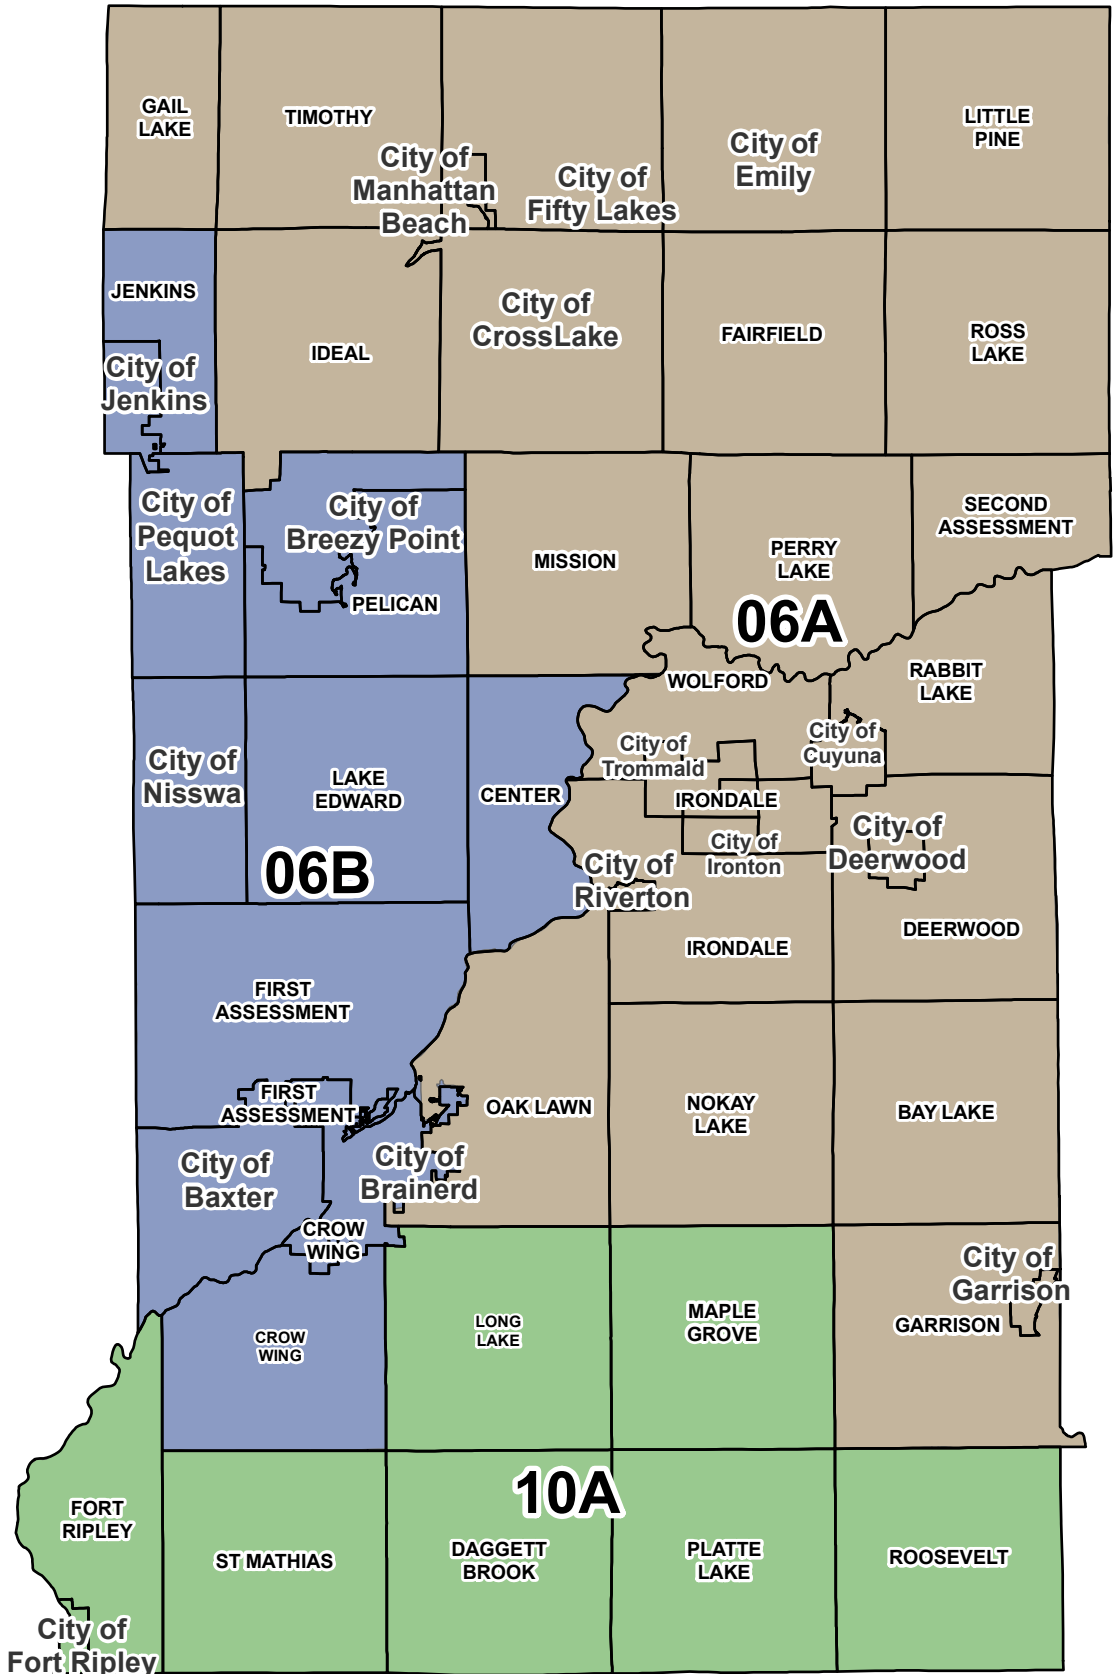 GAIL
LAKE
TIMOTHY
City of
Manhattan
Beach
City of
Fifty Lakes
City of
Emily
LITTLE
PINE
JENKINS
City of
Jenkins
IDEAL
City of
CrossLake
FAIRFIELD
ROSS
LAKE
City of
Pequot
Lakes
City of
Breezy Point
PELICAN
MISSION
PERRY
LAKE
SECOND
ASSESSMENT
06A
WOLFORD
RABBIT
LAKE
City of
Nisswa
LAKE
EDWARD
CENTER
City of
Trommald
City of
Cuyuna
IRONDALE
City of
Ironton
City of
Deerwood
06B
City of
Riverton
IRONDALE
DEERWOOD
FIRST
ASSESSMENT
FIRST
ASSESSMENT
OAK LAWN
NOKAY
LAKE
BAY LAKE
City of
Baxter
City of
Brainerd
CROW
WING
City of
Garrison
CROW
WING
LONG
LAKE
MAPLE
GROVE
GARRISON
10A
FORT
RIPLEY
ST MATHIAS
DAGGETT
BROOK
PLATTE
LAKE
ROOSEVELT
City of
Fort Ripley